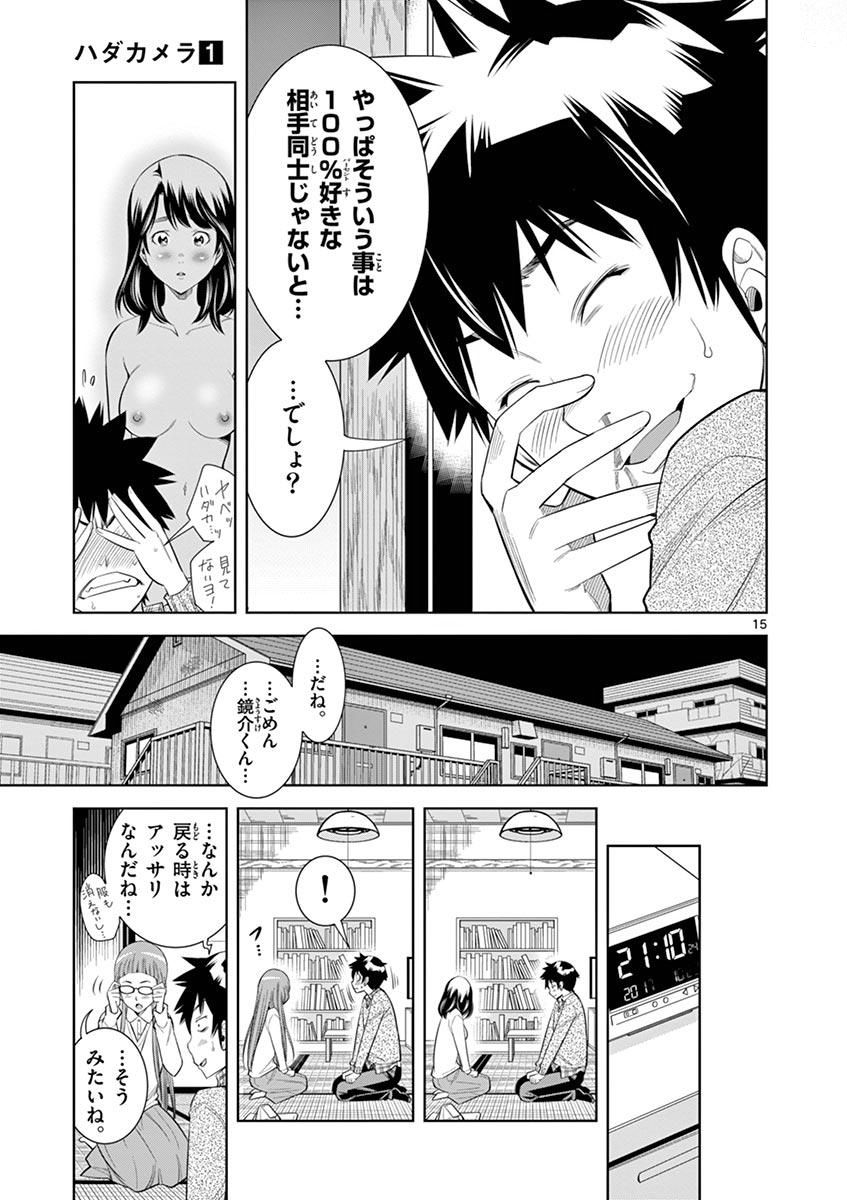 ハダカメラ1
やっぱそういう事は
100%好きな
相手同士じゃないと…
…でしょ?
ヤベッ
ハダカ…ッ
見て
ないヨ!
15
…だね。
…ごめん
鏡介くん…
21:10
24
2017
!
…なんか
戻る時は
アッサリ
なんだね…
服も
消えないし…
…そう
みたいね。